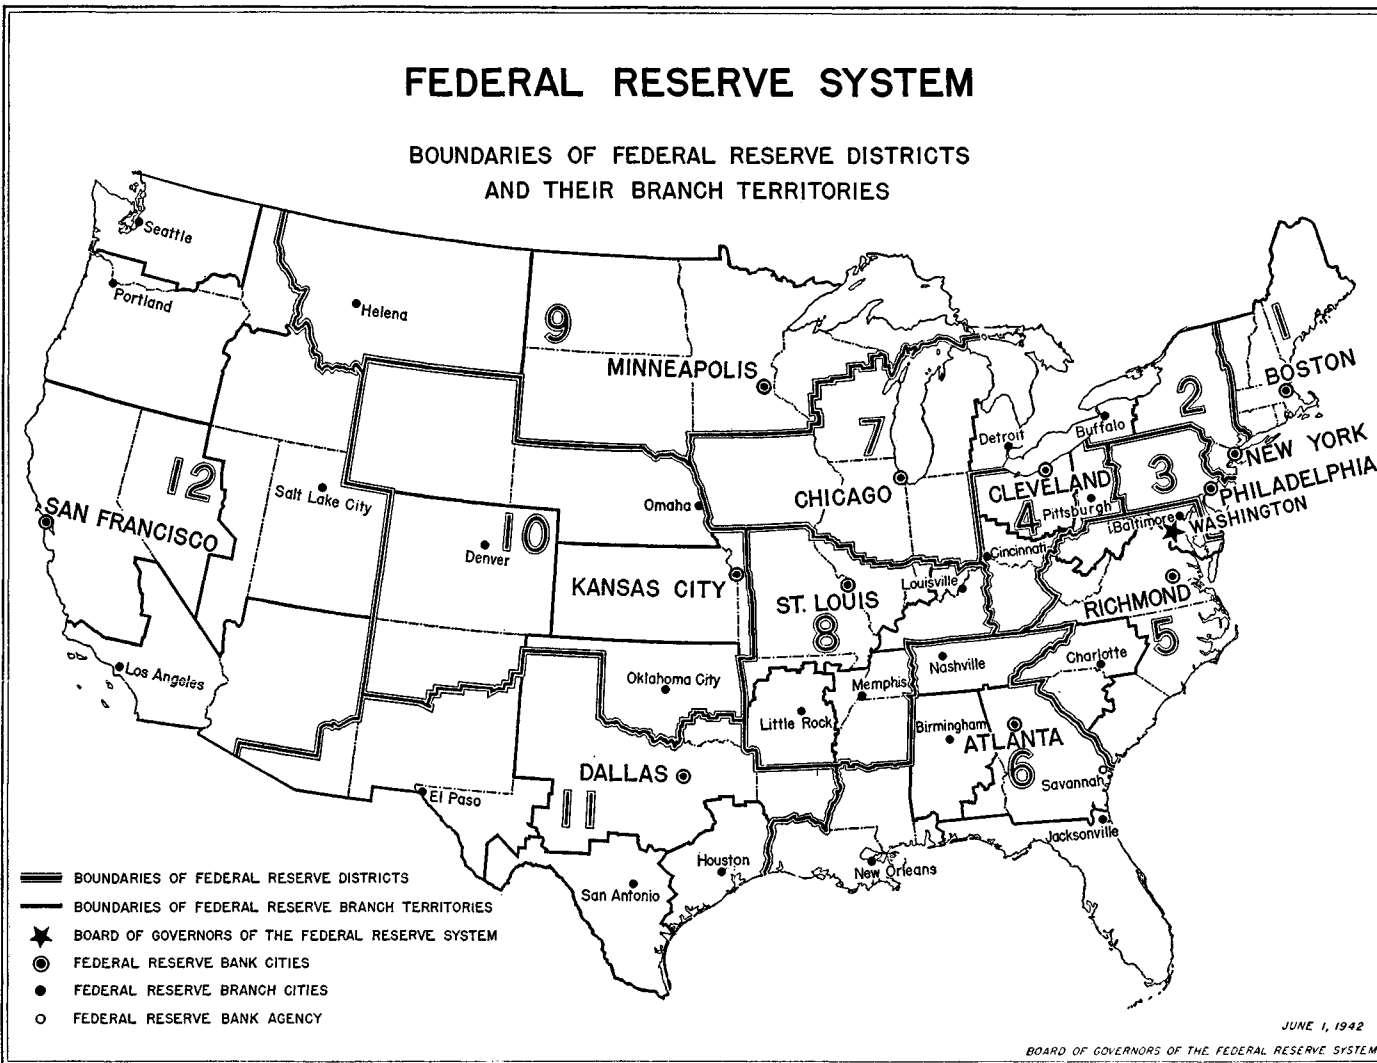 FEDERAL RESERVE SYSTEM
BOUNDARIES OF FEDERAL RESERVE DISTRICTS
AND THEIR BRANCH TERRITORIES
Seattle
Portland
Helena
9
MINNEAPOLIS
1
BOSTON
2
Buffalo
Detroit
7
NEW YORK
3
PHILADELPHIA
CLEVELAND
Pittsburgh
4
CHICAGO
Baltimore
WASHINGTON
12
Salt Lake City
SAN FRANCISCO
Omaha
10
Denver
Cincinnati
KANSAS CITY
ST. LOUIS
8
Louisville
RICHMOND
5
Los Angeles
Oklahoma City
Nashville
Charlotte
Memphis
Little Rock
Birmingham
ATLANTA
6
Savannah
DALLAS
11
El Paso
Jacksonville
Houston
New Orleans
San Antonio
BOUNDARIES OF FEDERAL RESERVE DISTRICTS
BOUNDARIES OF FEDERAL RESERVE BRANCH TERRITORIES
BOARD OF GOVERNORS OF THE FEDERAL RESERVE SYSTEM
FEDERAL RESERVE BANK CITIES
FEDERAL RESERVE BRANCH CITIES
FEDERAL RESERVE BANK AGENCY
JUNE 1, 1942
BOARD OF GOVERNORS OF THE FEDERAL RESERVE SYSTEM